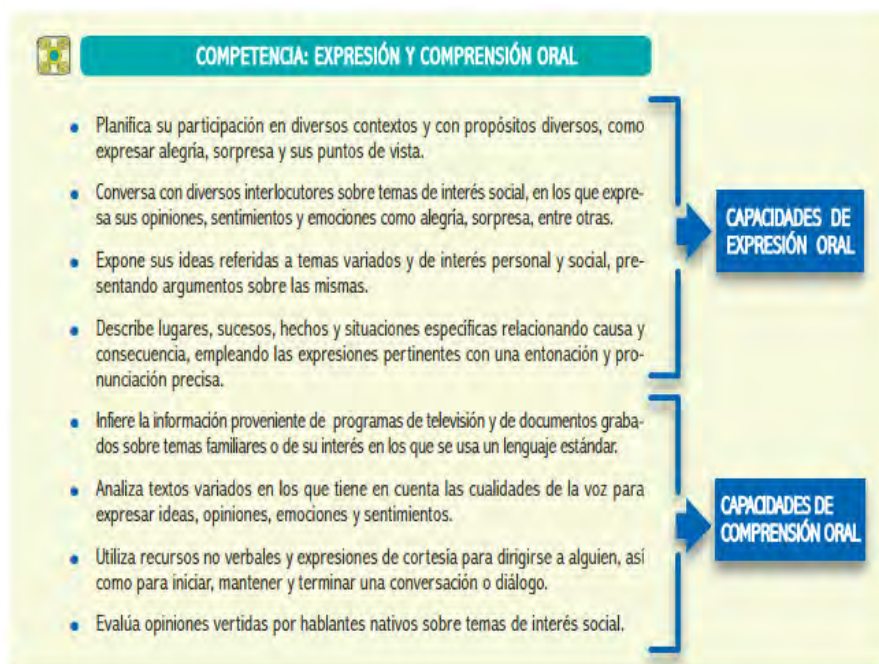 COMPETENCIA: EXPRESIÓN Y COMPRENSIÓN ORAL
• Planifica su participación en diversos contextos y con propósitos diversos, como
expresar alegría, sorpresa y sus puntos de vista.
• Conversa con diversos interlocutores sobre temas de interés social, en los que expre-
sa sus opiniones, sentimientos y emociones como alegría, sorpresa, entre otras.
• Expone sus ideas referidas a temas variados y de interés personal y social, pre-
sentando argumentos sobre las mismas.
• Describe lugares, sucesos, hechos y situaciones específicas relacionando causa y
consecuencia, empleando las expresiones pertinentes con una entonación y pro-
nunciación precisa.
CAPACIDADES DE
EXPRESIÓN ORAL
• Infiere la información proveniente de programas de televisión y de documentos graba-
dos sobre temas familiares o de su interés en los que se usa un lenguaje estándar.
• Analiza textos variados en los que tiene en cuenta las cualidades de la voz para
expresar ideas, opiniones, emociones y sentimientos.
• Utiliza recursos no verbales y expresiones de cortesía para dirigirse a alguien, así
como para iniciar, mantener y terminar una conversación o diálogo.
• Evalúa opiniones vertidas por hablantes nativos sobre temas de interés social.
CAPACIDADES DE
COMPRENSIÓN ORAL